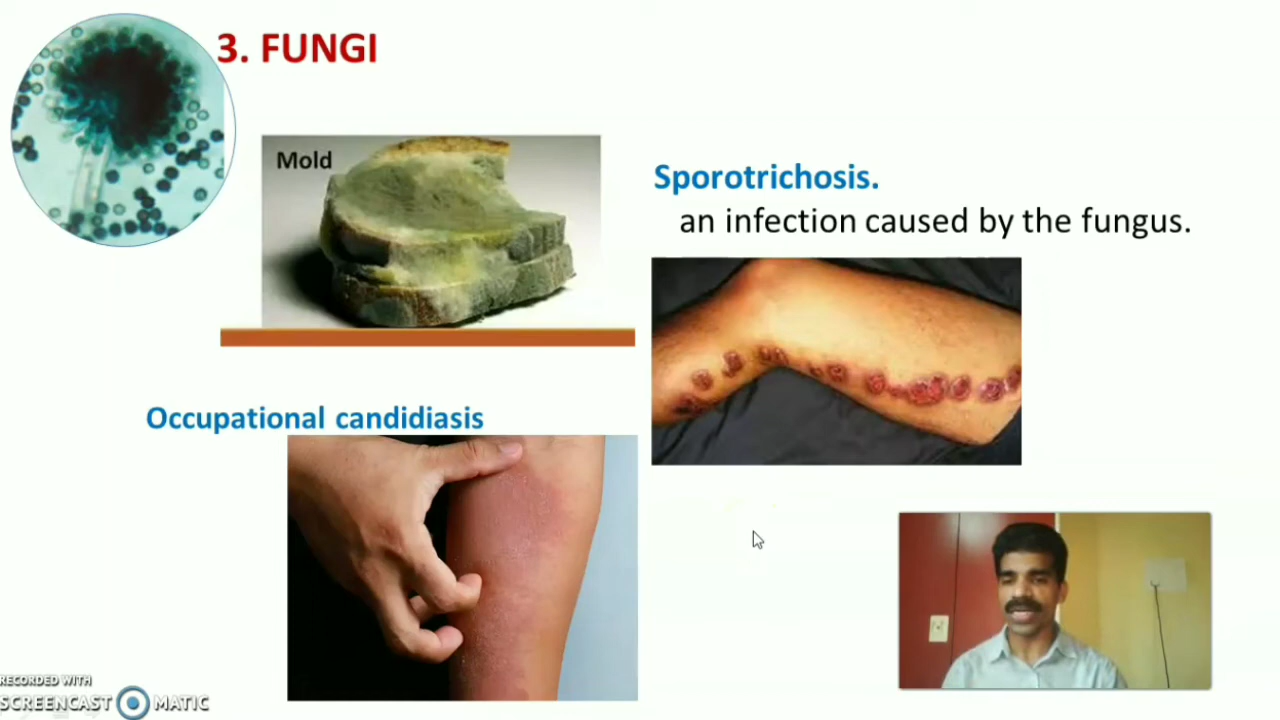 3. FUNGI
Mold
Sporotrichosis.
an infection caused by the fungus.
Occupational candidiasis
RECORDED WITH
SCREENCAST MATIC